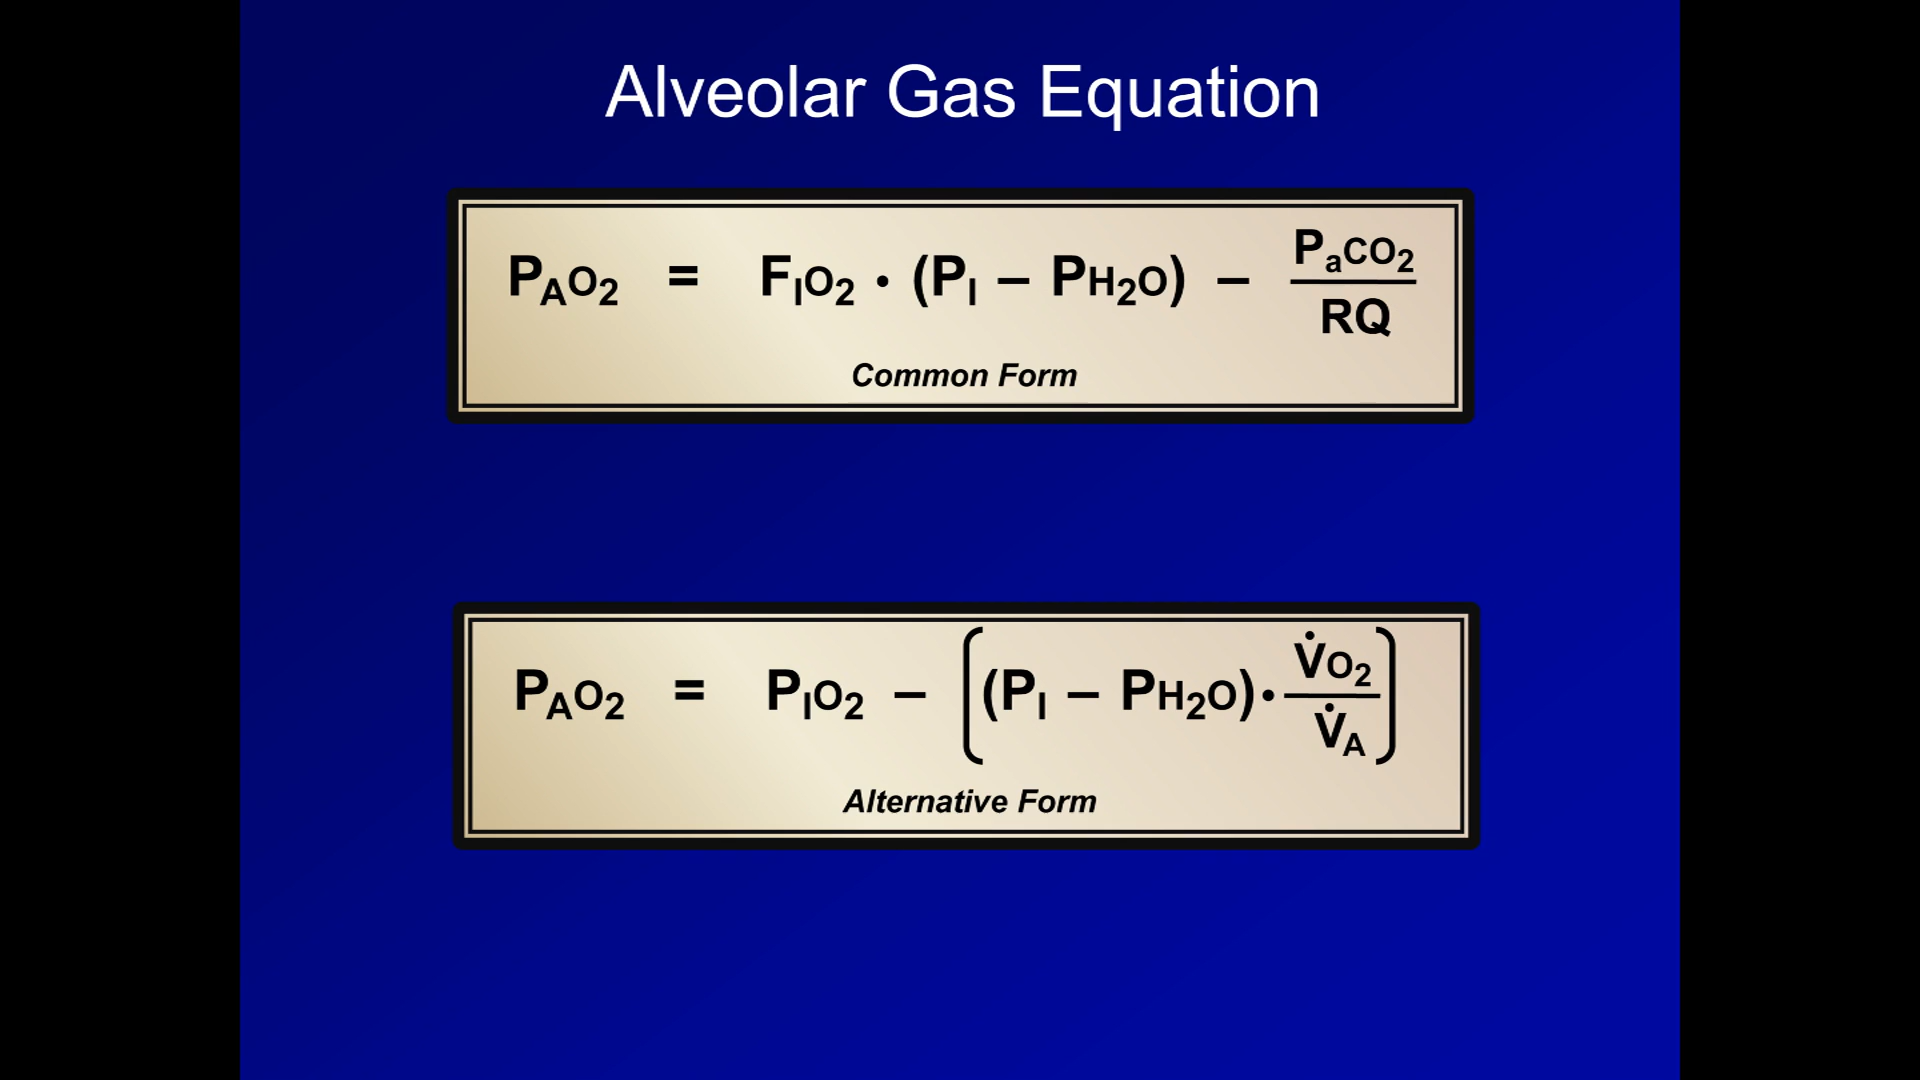 Alveolar Gas Equation
PAO2 = FIO2 · (PI – PH2O) – PaCO2 / RQ
Common Form
PAO2 = PIO2 – [(PI – PH2O) · V̇O2 / V̇A]
Alternative Form